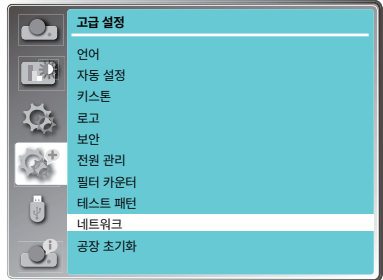 고급 설정
언어
자동 설정
키스톤
로고
보안
전원 관리
필터 카운터
테스트 패턴
네트워크
공장 초기화